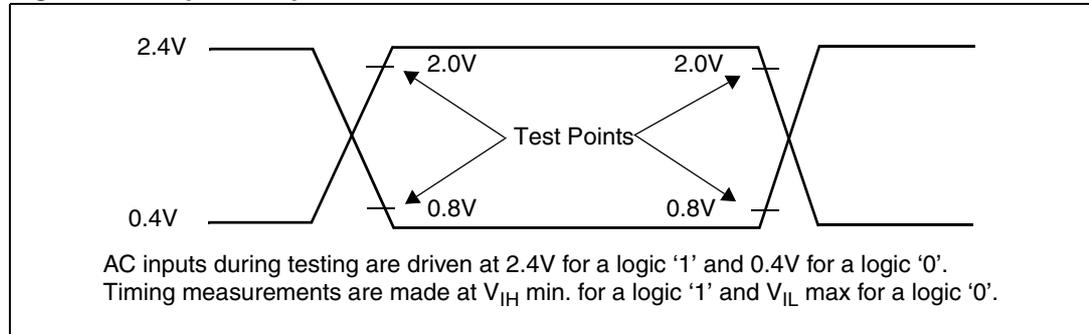 2.4V
2.0V 2.0V
Test Points
0.4V
0.8V 0.8V
AC inputs during testing are driven at 2.4V for a logic ‘1’ and 0.4V for a logic ‘0’.
Timing measurements are made at VIH min. for a logic ‘1’ and VIL max for a logic ‘0’.